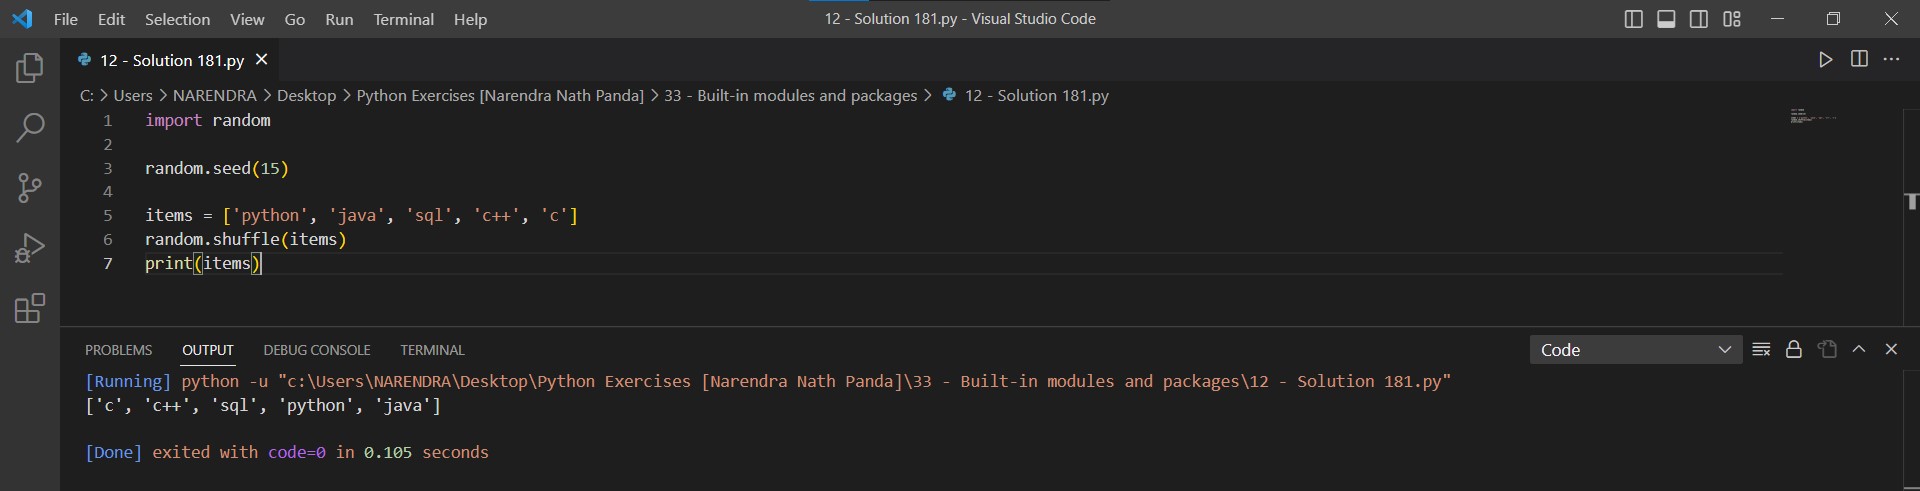 File Edit Selection View Go Run Terminal Help 12 - Solution 181.py - Visual Studio Code
12 - Solution 181.py
C: > Users > NARENDRA > Desktop > Python Exercises [Narendra Nath Panda] > 33 - Built-in modules and packages > 12 - Solution 181.py
1 import random
2
3 random.seed(15)
4
5 items = ['python', 'java', 'sql', 'c++', 'c']
6 random.shuffle(items)
7 print(items)
PROBLEMS OUTPUT DEBUG CONSOLE TERMINAL Code
[Running] python -u "c:\Users\NARENDRA\Desktop\Python Exercises [Narendra Nath Panda]\33 - Built-in modules and packages\12 - Solution 181.py"
['c', 'c++', 'sql', 'python', 'java']
[Done] exited with code=0 in 0.105 seconds